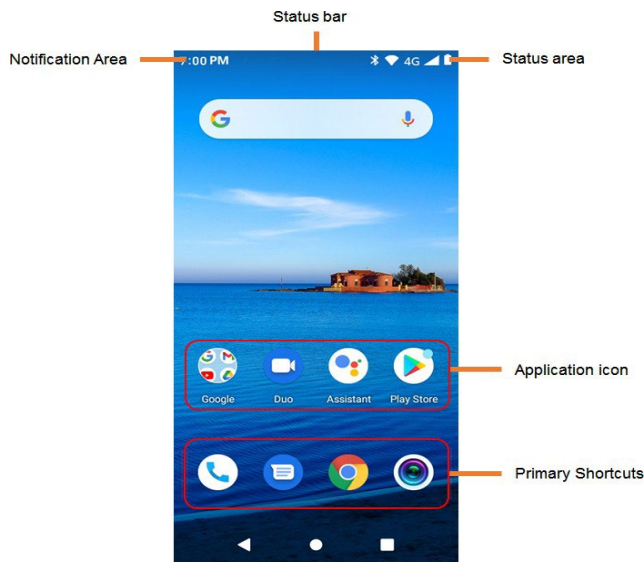 Status bar
Notification Area
7:00 PM
4G
Status area
Google
Duo
Assistant
Play Store
Application icon
Primary Shortcuts